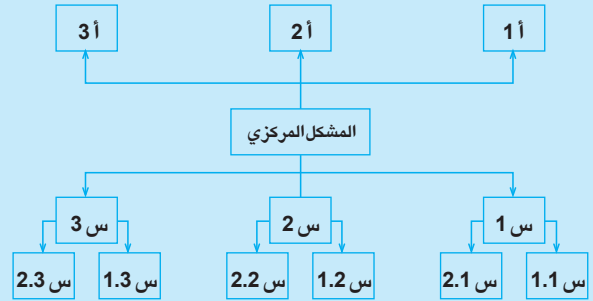 أ 1
أ 2
أ 3
المشكل المركزي
س 1
س 2
س 3
س 1.1
س 2.1
س 1.2
س 2.2
س 1.3
س 2.3